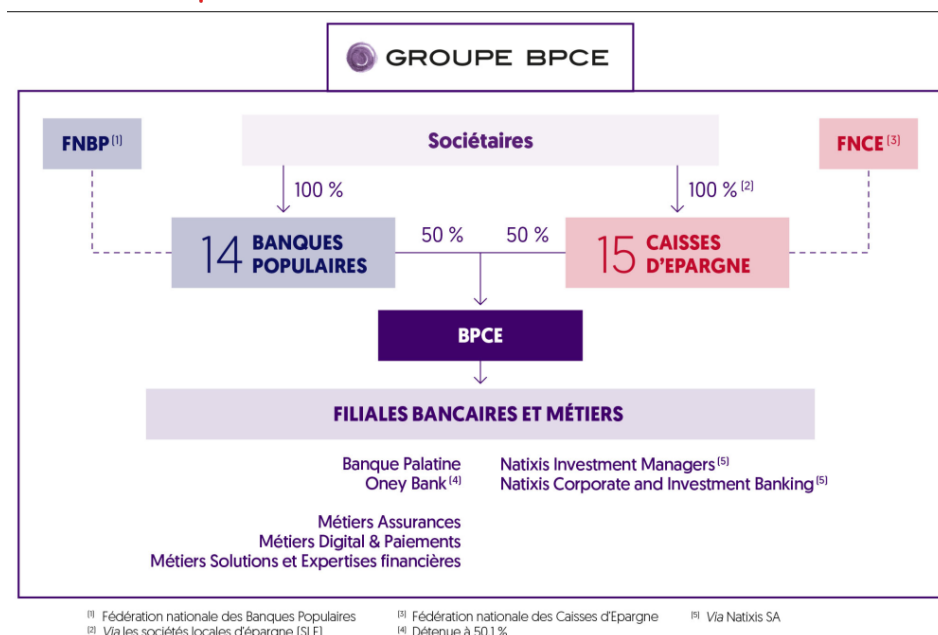 GROUPE BPCE
FNBP (1)
Sociétaires
FNCE (3)
100 %
100 % (2)
14 BANQUES POPULAIRES
50 %
50 %
15 CAISSES D'EPARGNE
BPCE
FILIALES BANCAIRES ET MÉTIERS
Banque Palatine
Oney Bank (4)
Natixis Investment Managers (5)
Natixis Corporate and Investment Banking (5)
Métiers Assurances
Métiers Digital & Paiements
Métiers Solutions et Expertises financières
(1) Fédération nationale des Banques Populaires
(2) Via les sociétés locales d'épargne (SLE)
(3) Fédération nationale des Caisses d'Epargne
(4) Détenue à 50,1 %
(5) Via Natixis SA